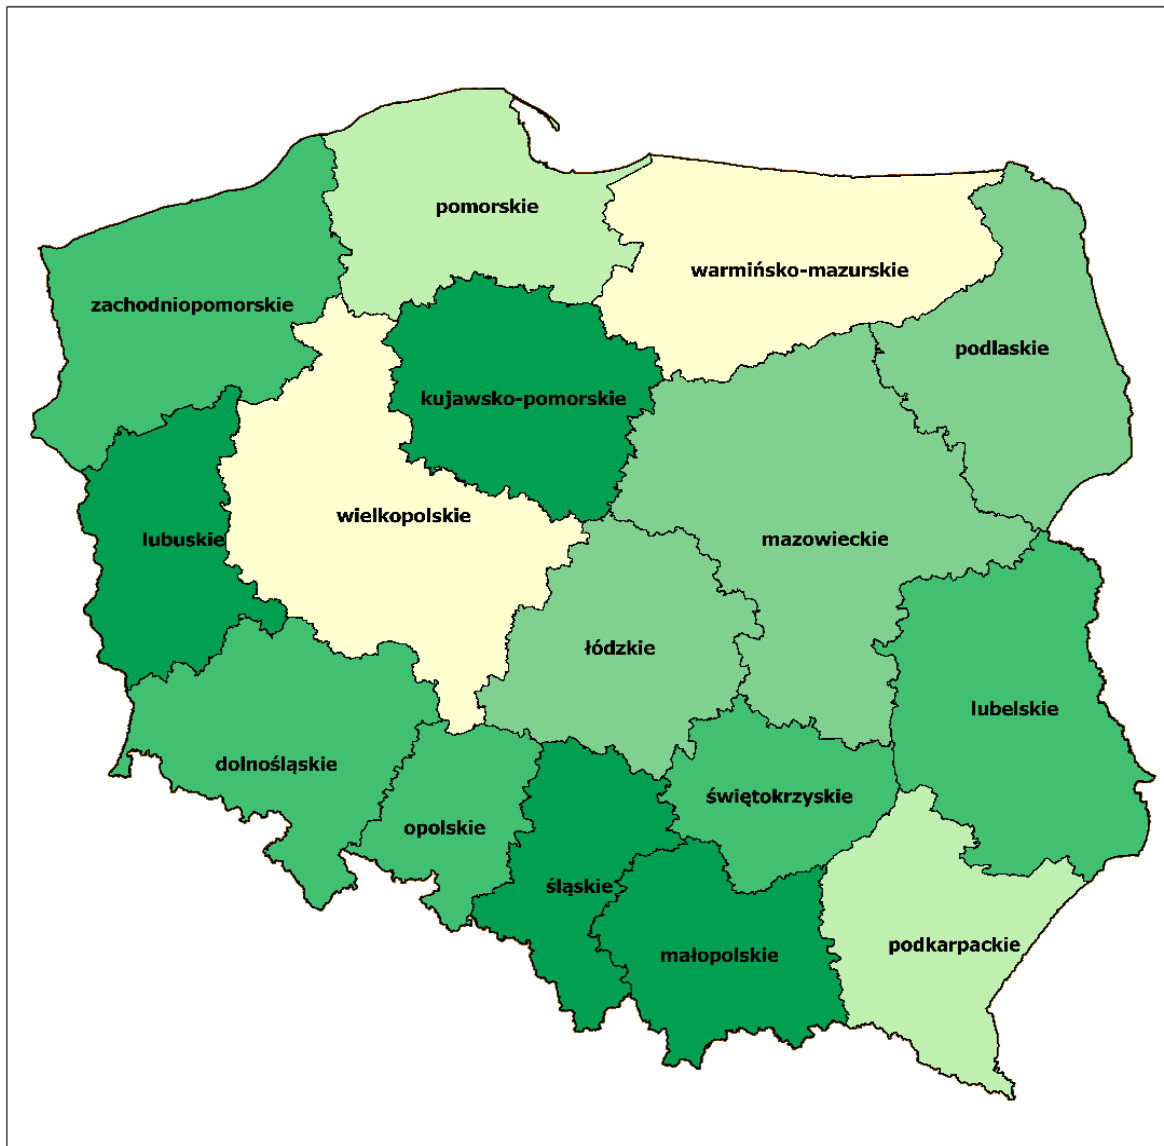 pomorskie
warmińsko-mazurskie
zachodniopomorskie
podlaskie
kujawsko-pomorskie
wielkopolskie
lubuskie
mazowieckie
łódzkie
lubelskie
dolnośląskie
świętokrzyskie
opolskie
śląskie
podkarpackie
małopolskie